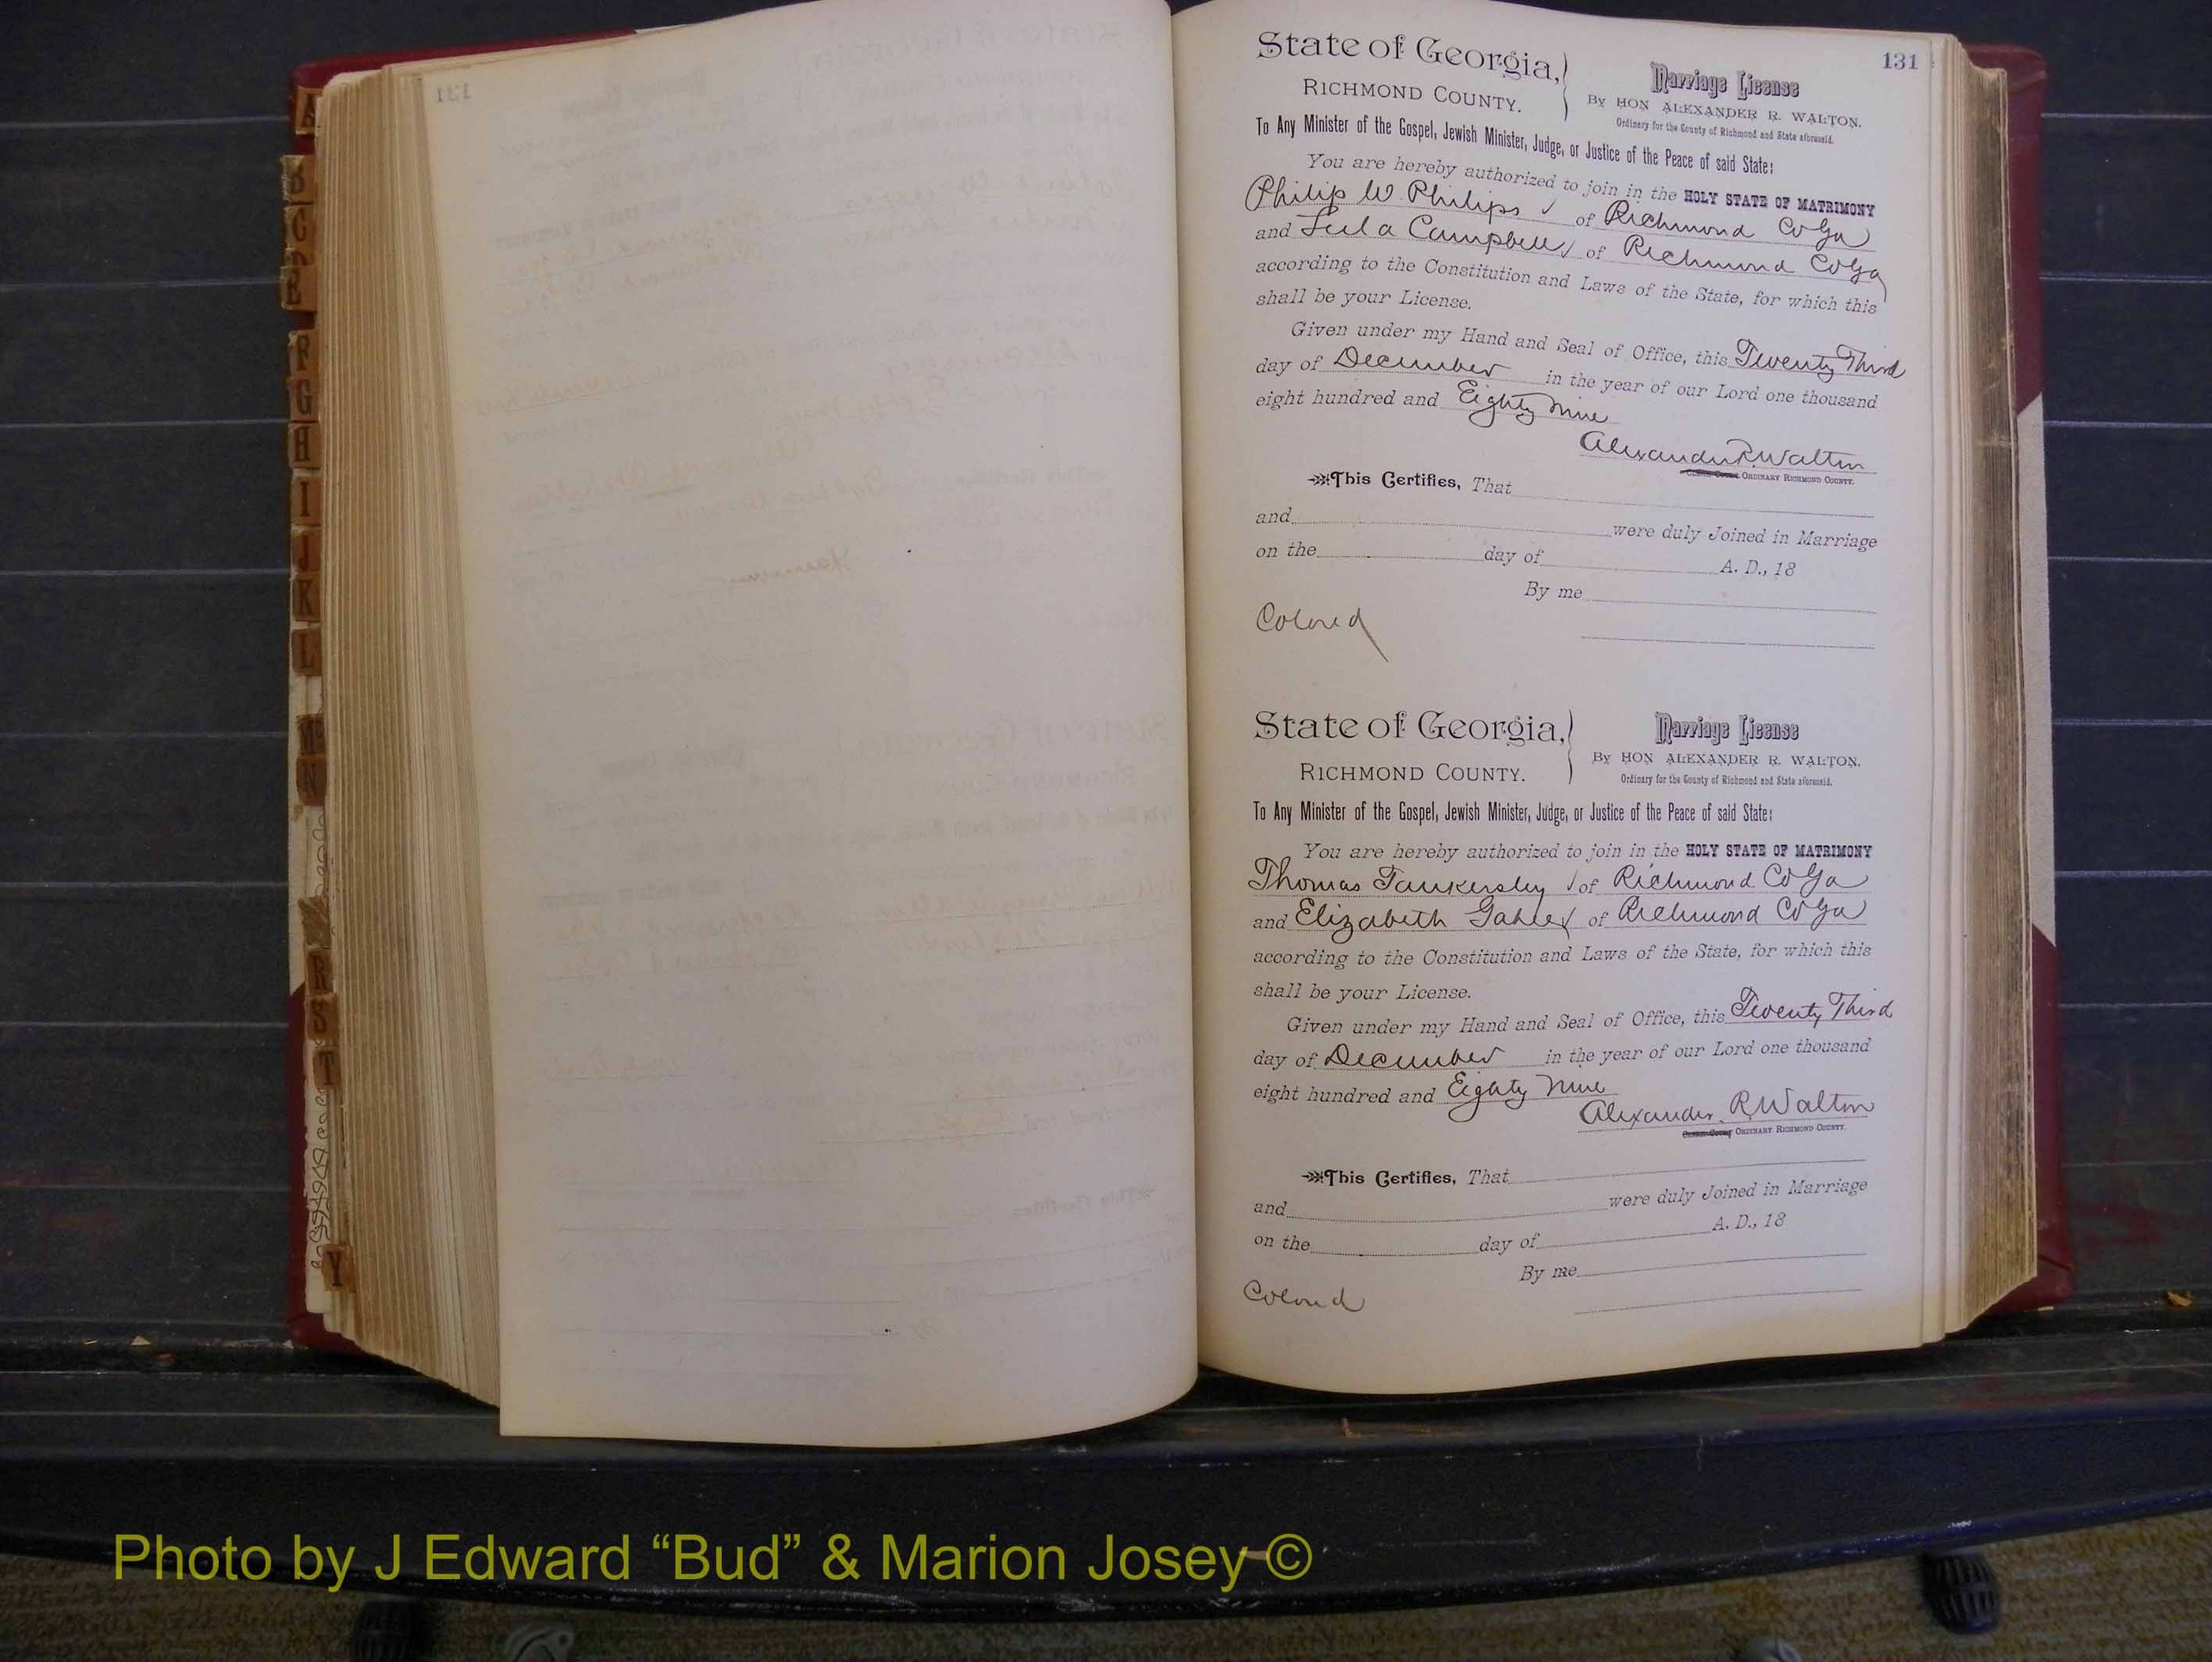 131
State of Georgia,
RICHMOND COUNTY.
Marriage License
By HON ALEXANDER R. WALTON.
Ordinary for the County of Richmond and State aforesaid.
To Any Minister of the Gospel, Jewish Minister, Judge, or Justice of the Peace of said State:
You are hereby authorized to join in the HOLY STATE OF MATRIMONY
Philip W Philips of Richmond Co Ga
and Lula Campbell of Richmond Co Ga
according to the Constitution and Laws of the State, for which this
shall be your License.
Given under my Hand and Seal of Office, this Twenty Third
day of December in the year of our Lord one thousand
eight hundred and Eighty Nine
Alexander R. Walton
ORDINARY RICHMOND COUNTY.
This Certifies, That
and were duly Joined in Marriage
on the day of A. D., 18
By me
Colored
State of Georgia,
RICHMOND COUNTY.
Marriage License
By HON ALEXANDER R. WALTON.
Ordinary for the County of Richmond and State aforesaid.
To Any Minister of the Gospel, Jewish Minister, Judge, or Justice of the Peace of said State:
You are hereby authorized to join in the HOLY STATE OF MATRIMONY
Thomas Tankersley of Richmond Co Ga
and Elizabeth of Richmond Co Ga
according to the Constitution and Laws of the State, for which this
shall be your License.
Given under my Hand and Seal of Office, this Twenty Third
day of December in the year of our Lord one thousand
eight hundred and Eighty Nine
Alexander R Walton
ORDINARY RICHMOND COUNTY.
This Certifies, That
and were duly Joined in Marriage
on the day of A. D., 18
By me
Colored
B
C
F
G
H
I
J
K
L
Mc
N
R
S
T
Y
Photo by J Edward “Bud” & Marion Josey ©